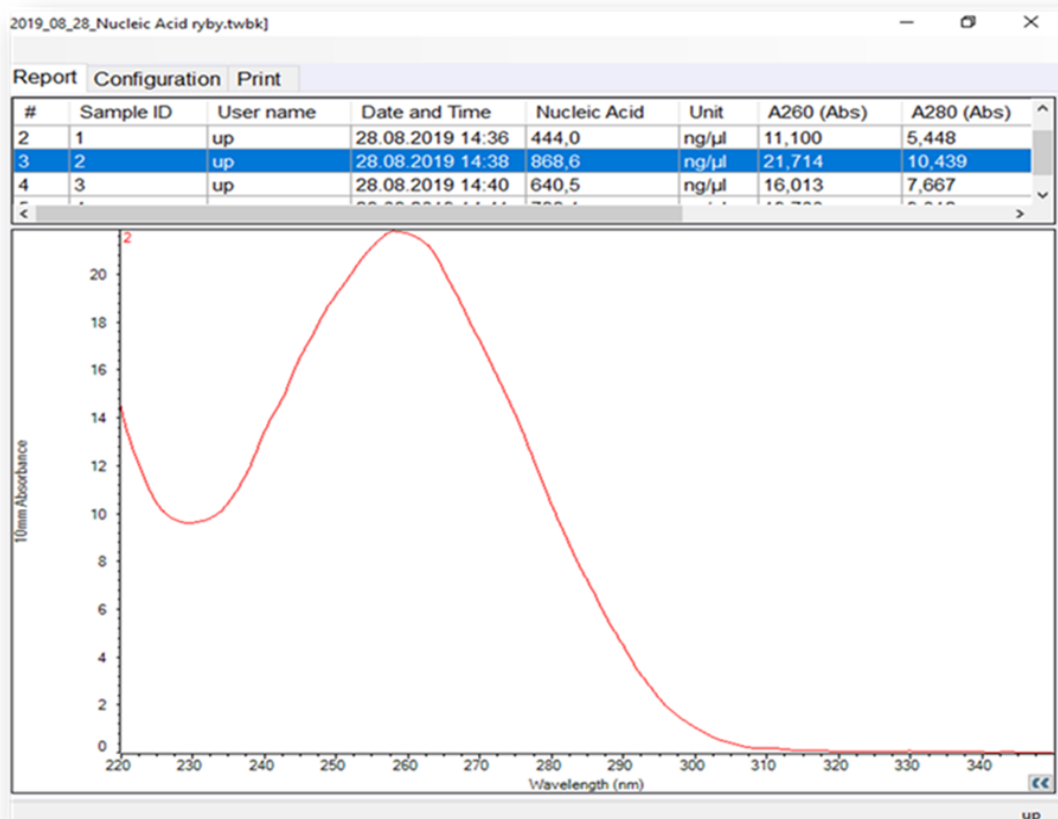 2019_08_28_Nucleic Acid ryby.twbk]
Report Configuration Print
# Sample ID User name Date and Time Nucleic Acid Unit A260 (Abs) A280 (Abs)
2 1 up 28.08.2019 14:36 444,0 ng/µl 11,100 5,448
3 2 up 28.08.2019 14:38 868,6 ng/µl 21,714 10,439
4 3 up 28.08.2019 14:40 640,5 ng/µl 16,013 7,667
2
20
18
16
14
12
10
8
6
4
2
0
10mm Absorbance
220 230 240 250 260 270 280 290 300 310 320 330 340
Wavelength (nm)
up